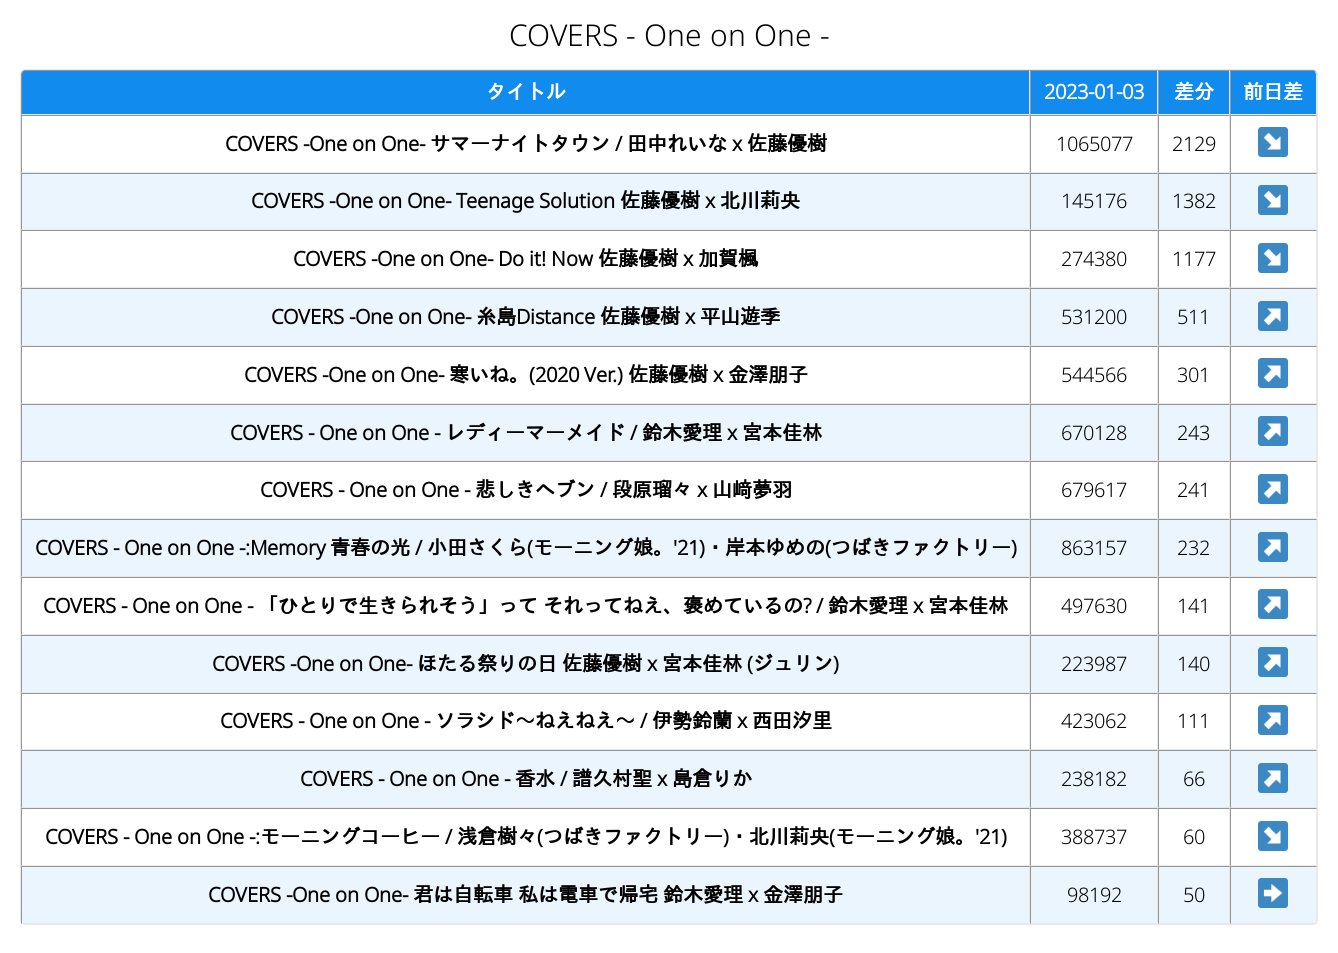 COVERS - One on One -
タイトル 2023-01-03 差分 前日差
COVERS -One on One- サマーナイトタウン / 田中れいな x 佐藤優樹 1065077 2129 ↘
COVERS -One on One- Teenage Solution 佐藤優樹 x 北川莉央 145176 1382 ↘
COVERS -One on One- Do it! Now 佐藤優樹 x 加賀楓 274380 1177 ↘
COVERS -One on One- 糸島Distance 佐藤優樹 x 平山遊季 531200 511 ↗
COVERS -One on One- 寒いね。(2020 Ver.) 佐藤優樹 x 金澤朋子 544566 301 ↗
COVERS - One on One - レディーマーメイド / 鈴木愛理 x 宮本佳林 670128 243 ↗
COVERS - One on One - 悲しきヘブン / 段原瑠々 x 山﨑夢羽 679617 241 ↗
COVERS - One on One -:Memory 青春の光 / 小田さくら(モーニング娘。'21)・岸本ゆめの(つばきファクトリー) 863157 232 ↗
COVERS - One on One - 「ひとりで生きられそう」って それってねえ、褒めているの? / 鈴木愛理 x 宮本佳林 497630 141 ↗
COVERS -One on One- ほたる祭りの日 佐藤優樹 x 宮本佳林 (ジュリン) 223987 140 ↗
COVERS - One on One - ソラシド～ねえねえ～ / 伊勢鈴蘭 x 西田汐里 423062 111 ↗
COVERS - One on One - 香水 / 譜久村聖 x 島倉りか 238182 66 ↗
COVERS - One on One -:モーニングコーヒー / 浅倉樹々(つばきファクトリー)・北川莉央(モーニング娘。'21) 388737 60 ↘
COVERS -One on One- 君は自転車 私は電車で帰宅 鈴木愛理 x 金澤朋子 98192 50 ➡